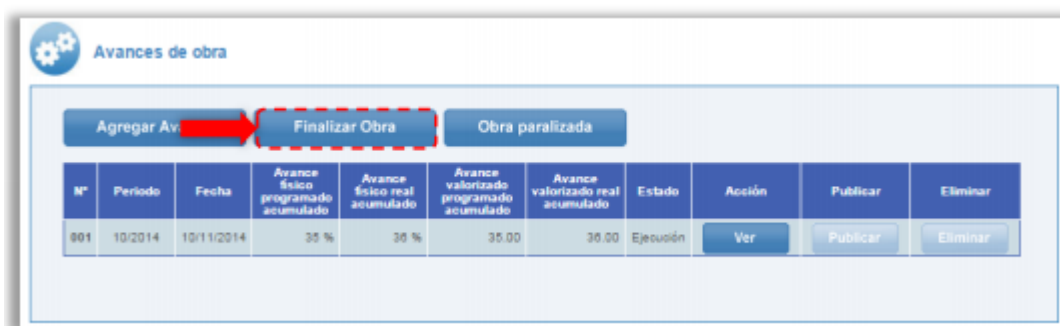 Avances de obra
Finalizar Obra Obra paralizada
Agregar
N° Periodo Fecha Avance físico programado acumulado Avance físico real acumulado Avance valorizado programado acumulado Avance valorizado real acumulado Estado Acción Publicar Eliminar
001 10/2014 10/11/2014 35 % 36 % 35.00 36.00 Ejecución Ver Publicar Eliminar